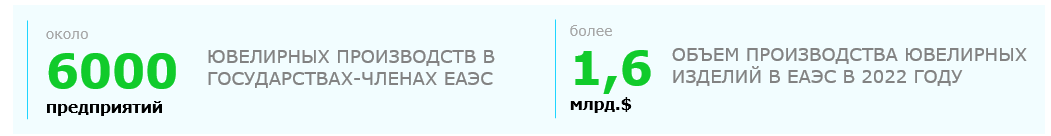 около
6000
предприятий
ЮВЕЛИРНЫХ ПРОИЗВОДСТВ В
ГОСУДАРСТВАХ-ЧЛЕНАХ ЕАЭС
более
1,6
млрд.$
ОБЪЕМ ПРОИЗВОДСТВА ЮВЕЛИРНЫХ
ИЗДЕЛИЙ В ЕАЭС В 2022 ГОДУ